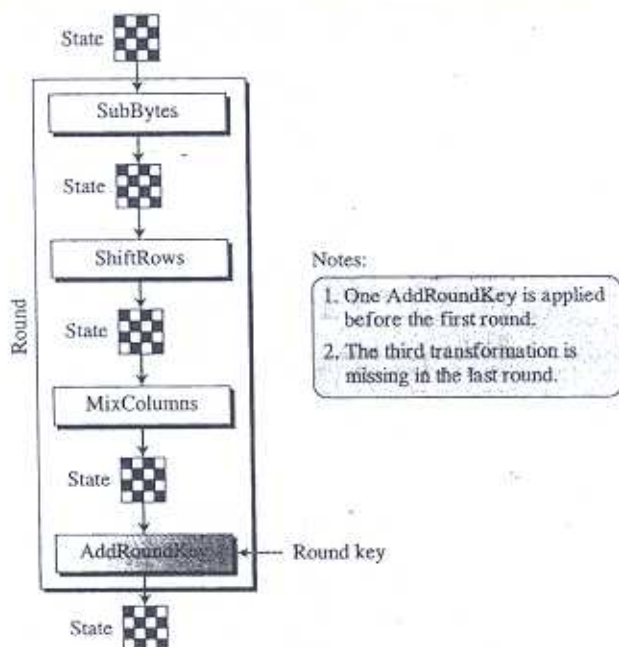 State
SubBytes
State
ShiftRows
State
MixColumns
State
AddRoundKey
Round key
State
Round
Notes:
1. One AddRoundKey is applied
before the first round.
2. The third transformation is
missing in the last round.